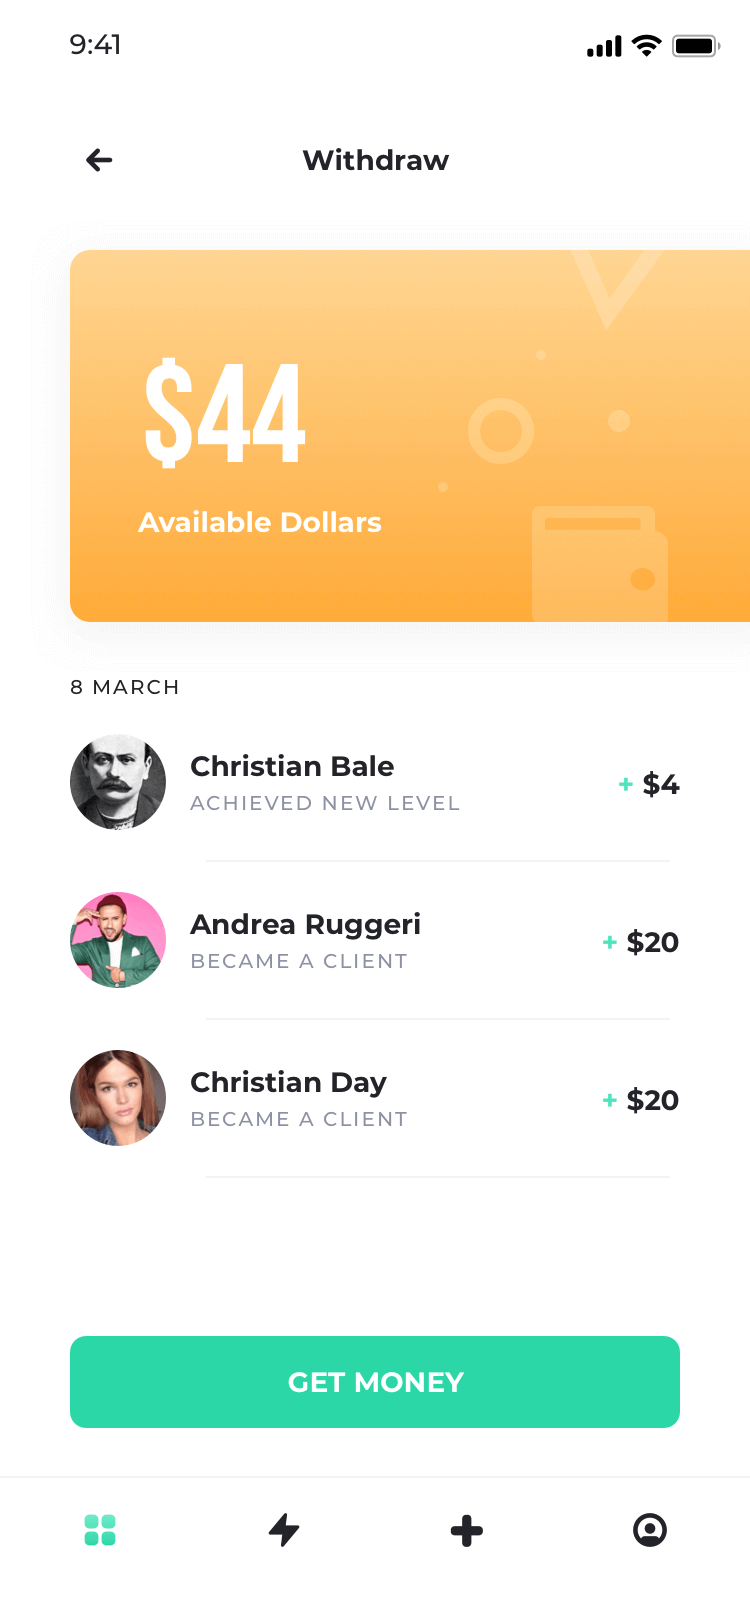 9:41
Withdraw
$44
Available Dollars
8 MARCH
Christian Bale
ACHIEVED NEW LEVEL
+ $4
Andrea Ruggeri
BECAME A CLIENT
+ $20
Christian Day
BECAME A CLIENT
+ $20
GET MONEY